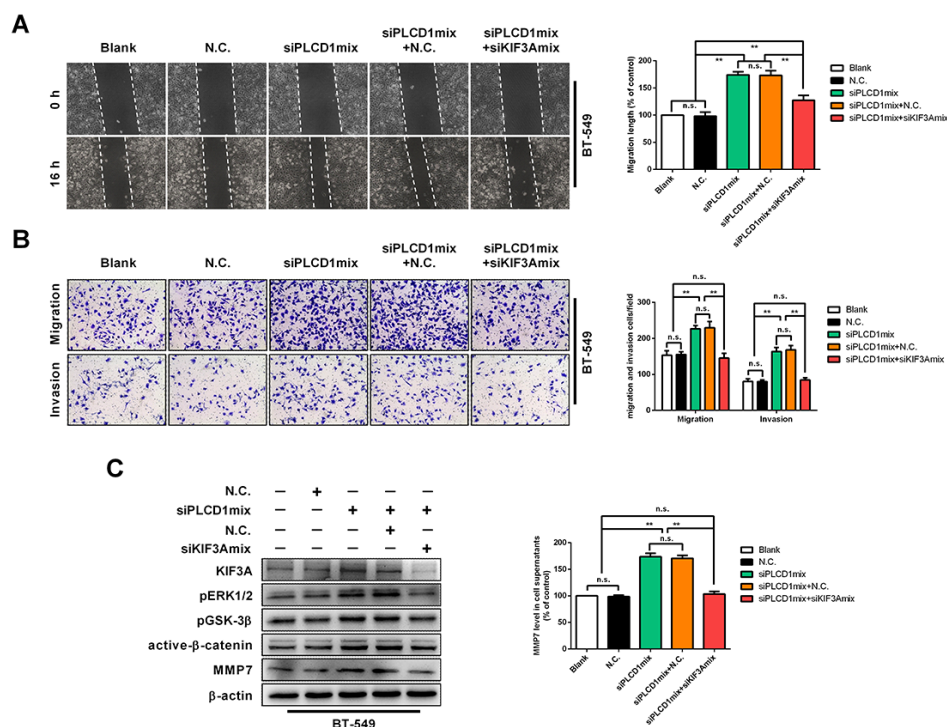 A
Blank
N.C.
siPLCD1mix
siPLCD1mix
+N.C.
siPLCD1mix
+siKIF3Amix
0 h
16 h
BT-549
Migration length (% of control)
200
150
100
50
0
n.s.
**
n.s.
**
**
Blank
N.C.
siPLCD1mix
siPLCD1mix+N.C.
siPLCD1mix+siKIF3Amix
Blank
N.C.
siPLCD1mix
siPLCD1mix+N.C.
siPLCD1mix+siKIF3Amix
B
Blank
N.C.
siPLCD1mix
siPLCD1mix
+N.C.
siPLCD1mix
+siKIF3Amix
Migration
Invasion
BT-549
migration and invasion cells/field
300
200
100
0
n.s.
**
**
n.s.
n.s.
n.s.
**
**
n.s.
n.s.
Migration
Invasion
Blank
N.C.
siPLCD1mix
siPLCD1mix+N.C.
siPLCD1mix+siKIF3Amix
C
N.C. – + – – –
siPLCD1mix – – + + +
N.C. – – – + –
siKIF3Amix – – – – +
KIF3A
pERK1/2
pGSK-3β
active-β-catenin
MMP7
β-actin
BT-549
MMP7 level in cell supernatants
(% of control)
200
150
100
50
0
n.s.
**
**
n.s.
n.s.
Blank
N.C.
siPLCD1mix
siPLCD1mix+N.C.
siPLCD1mix+siKIF3Amix
Blank
N.C.
siPLCD1mix
siPLCD1mix+N.C.
siPLCD1mix+siKIF3Amix